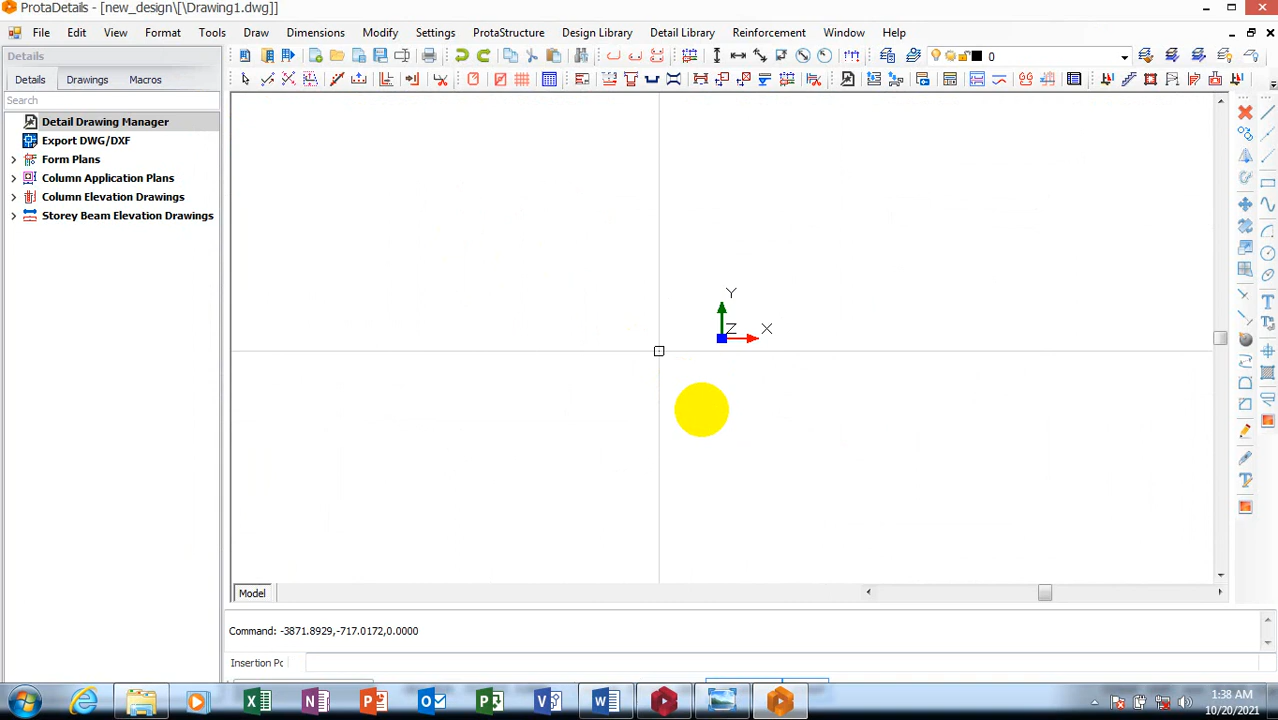 ProtaDetails - [new_design\[\Drawing1.dwg]]
File Edit View Format Tools Draw Dimensions Modify Settings ProtaStructure Design Library Detail Library Reinforcement Window Help
Details
0
Details Drawings Macros
Search
Detail Drawing Manager
Export DWG/DXF
Form Plans
Column Application Plans
Column Elevation Drawings
Storey Beam Elevation Drawings
Y
Z X
Model
Command: -3871.8929,-717.0172,0.0000
Insertion Po
1:38 AM
10/20/2021